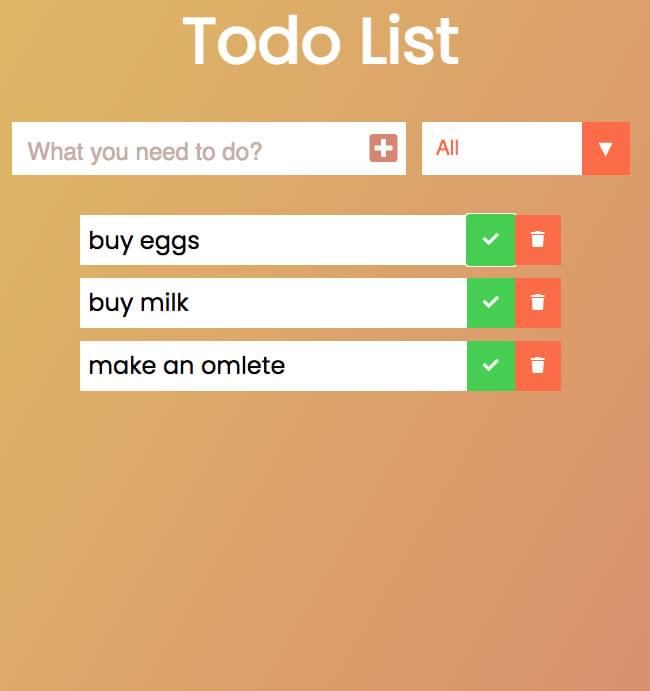 Todo List
What you need to do?
All
buy eggs
buy milk
make an omlete